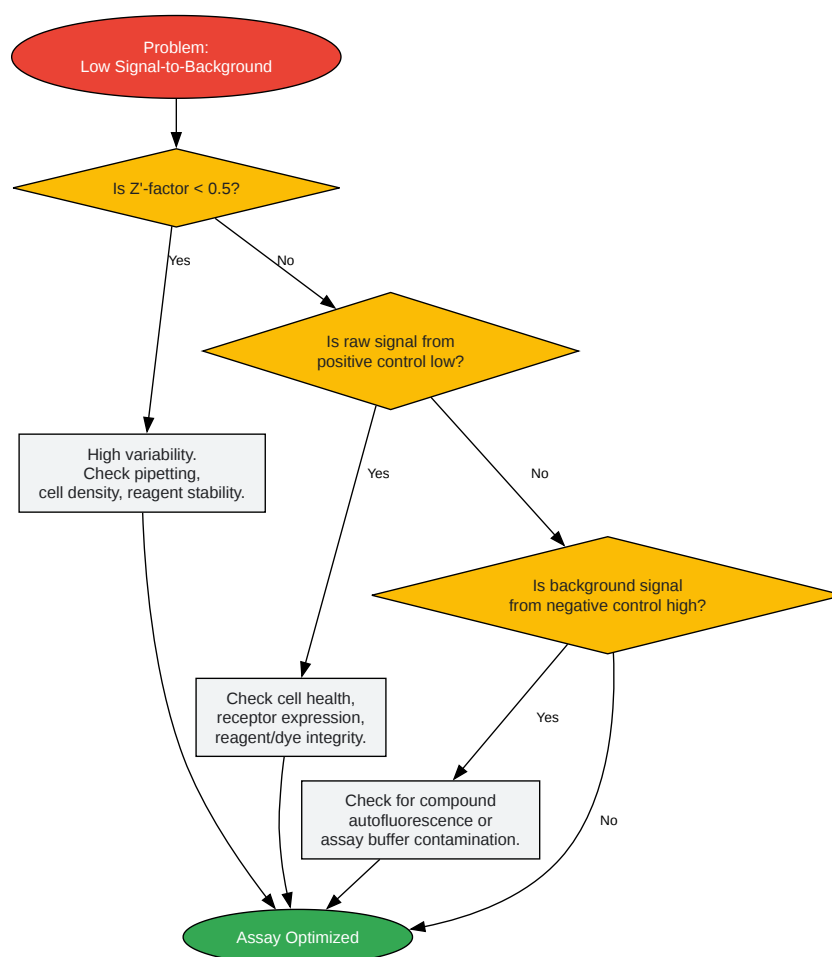 Problem:
Low Signal-to-Background
Is Z'-factor < 0.5?
Yes
No
Is raw signal from
positive control low?
High variability.
Check pipetting,
cell density, reagent stability.
Yes
No
Is background signal
from negative control high?
Check cell health,
receptor expression,
reagent/dye integrity.
Yes
Check for compound
autofluorescence or
assay buffer contamination.
No
Assay Optimized